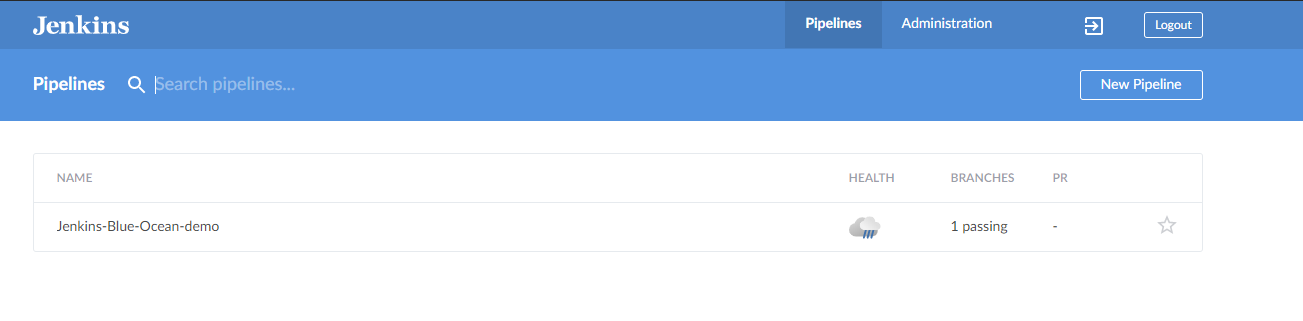 Jenkins Pipelines Administration Logout
Pipelines Search pipelines... New Pipeline
NAME HEALTH BRANCHES PR
Jenkins-Blue-Ocean-demo 1 passing -